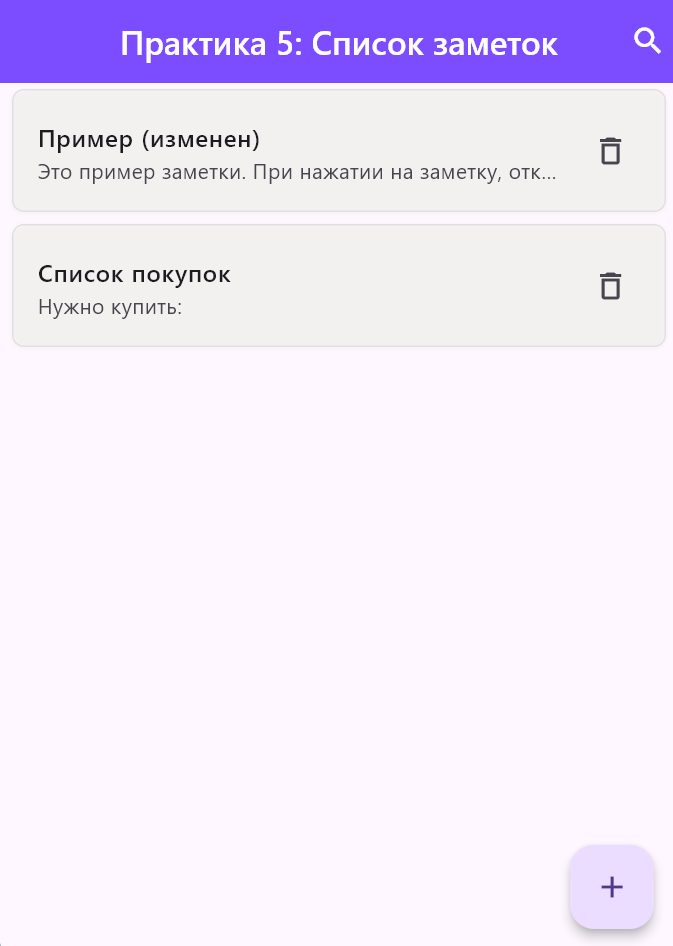 Практика 5: Список заметок
Пример (изменен)
Это пример заметки. При нажатии на заметку, отк...
Список покупок
Нужно купить: